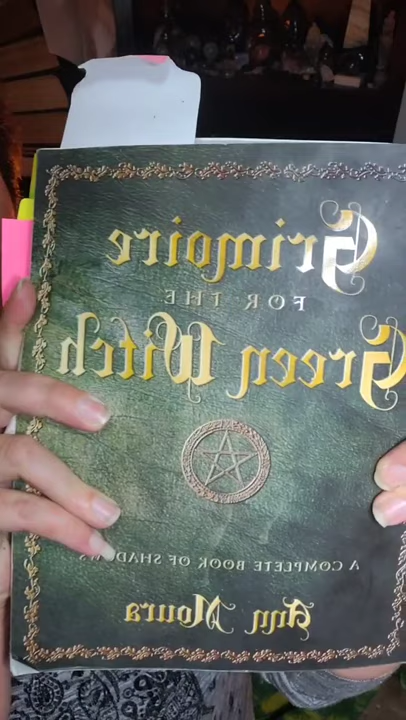 Grimoire
FOR THE
Green Witch
A COMPLETE BOOK OF SHADOWS
Ann Moura